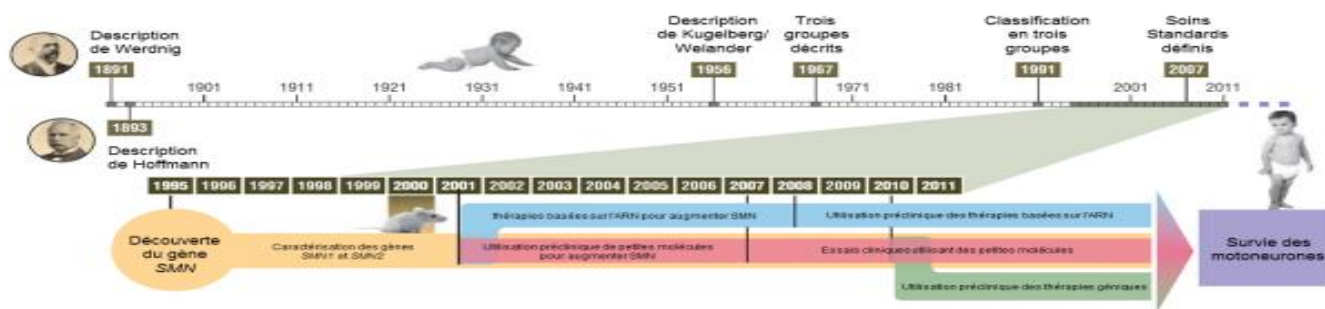 Description
de Werdnig
1891
Description
de Kugelberg/
Welander
1956
Trois
groupes
décrits
1967
Classification
en trois
groupes
1991
Soins
Standards
définis
2007
1901 1911 1921 1931 1941 1951 1971 1981 2001 2011
1893
Description
de Hoffmann
1995 1996 1997 1998 1999 2000 2001 2002 2003 2004 2005 2006 2007 2008 2009 2010 2011
Découverte
du gène
SMN
Caractérisation des gènes
SMN1 et SMN2
thérapies basées sur l'ARN pour augmenter SMN
Utilisation préclinique des thérapies basées sur l'ARN
Utilisation préclinique de petites molécules
pour augmenter SMN
Essais cliniques utilisant des petites molécules
Utilisation préclinique des thérapies géniques
Survie des
motoneurones